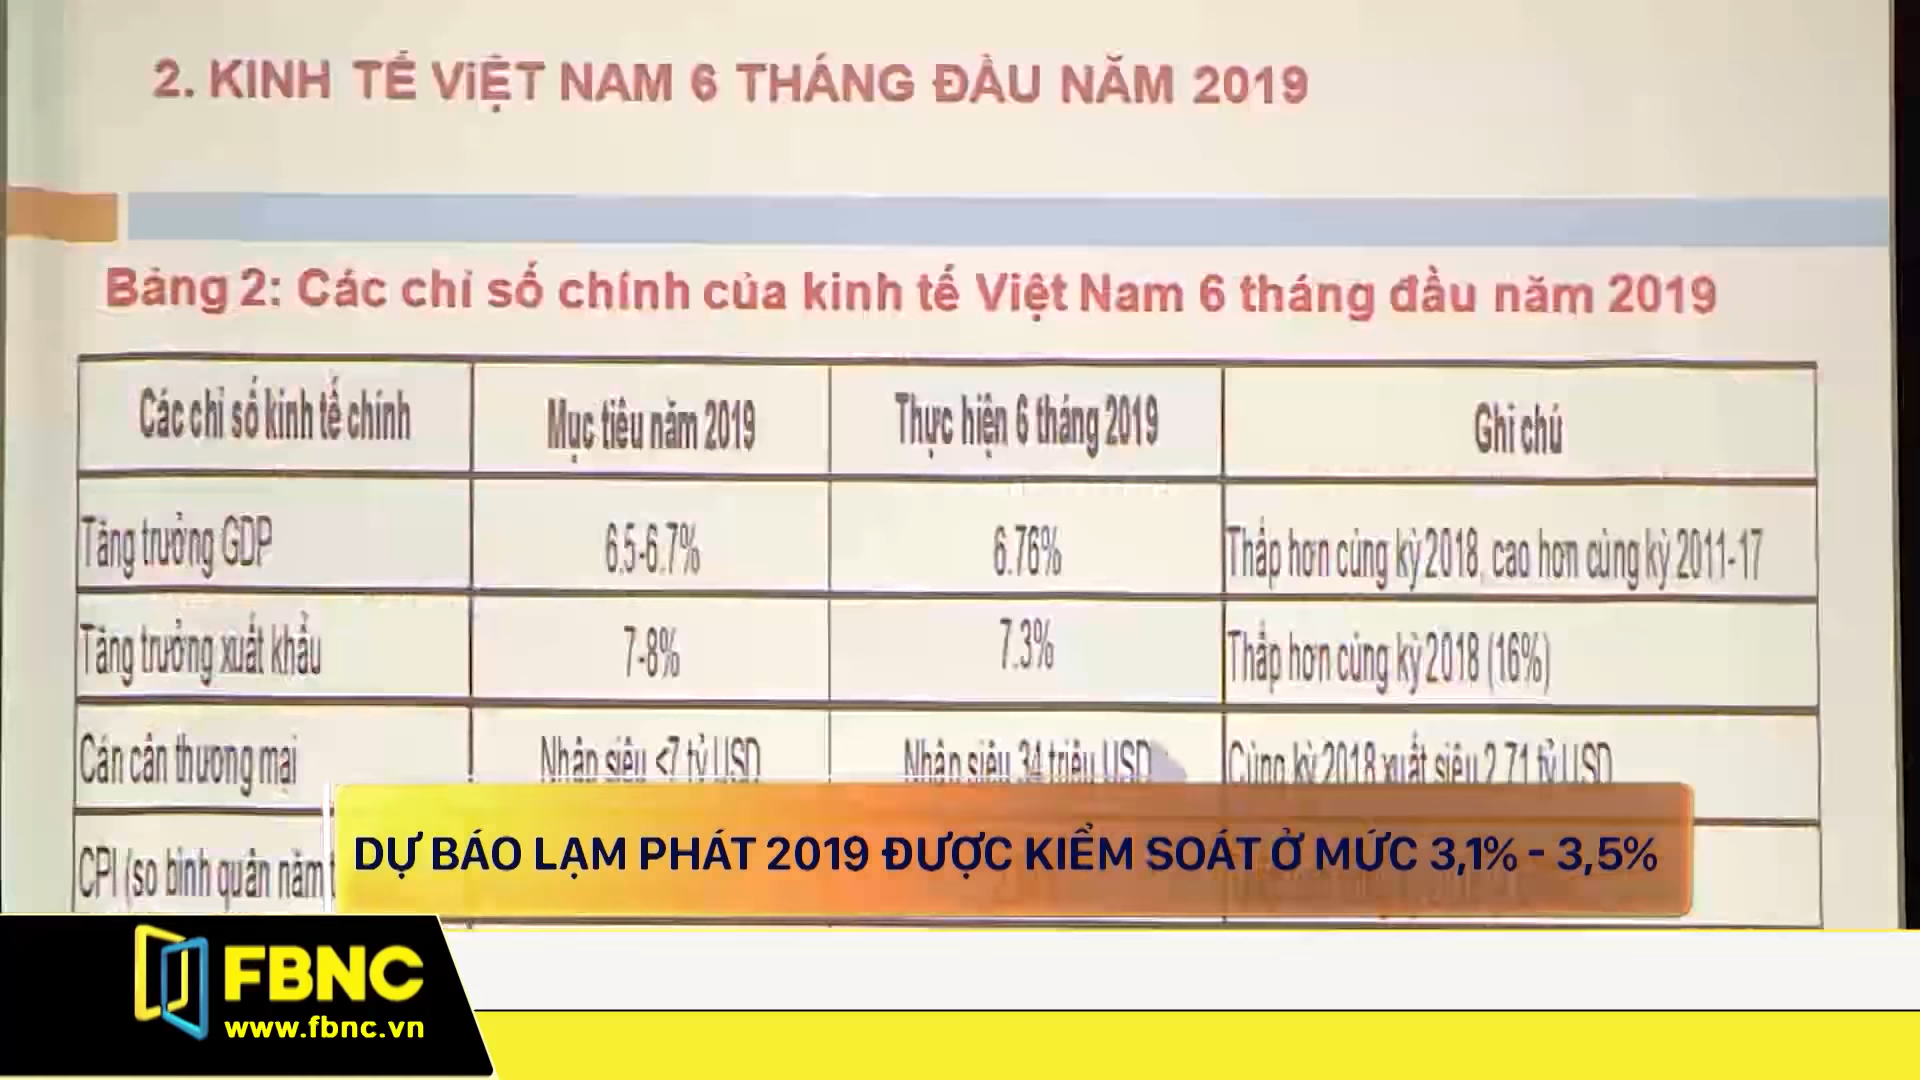 2. KINH TẾ VIỆT NAM 6 THÁNG ĐẦU NĂM 2019
Bảng 2: Các chỉ số chính của kinh tế Việt Nam 6 tháng đầu năm 2019
Các chỉ số kinh tế chính Mục tiêu năm 2019 Thực hiện 6 tháng 2019 Ghi chú
Tăng trưởng GDP 6.5-6.7% 6.76% Thấp hơn cùng kỳ 2018, cao hơn cùng kỳ 2011-17
Tăng trưởng xuất khẩu 7-8% 7.3% Thấp hơn cùng kỳ 2018 (16%)
Cán cân thương mại Nhập siêu <7 tỷ USD Nhập siêu 34 triệu USD Cùng kỳ 2018 xuất siêu 2.71 tỷ USD
CPI (so bình quân năm
DỰ BÁO LẠM PHÁT 2019 ĐƯỢC KIỂM SOÁT Ở MỨC 3,1% - 3,5%
FBNC
www.fbnc.vn